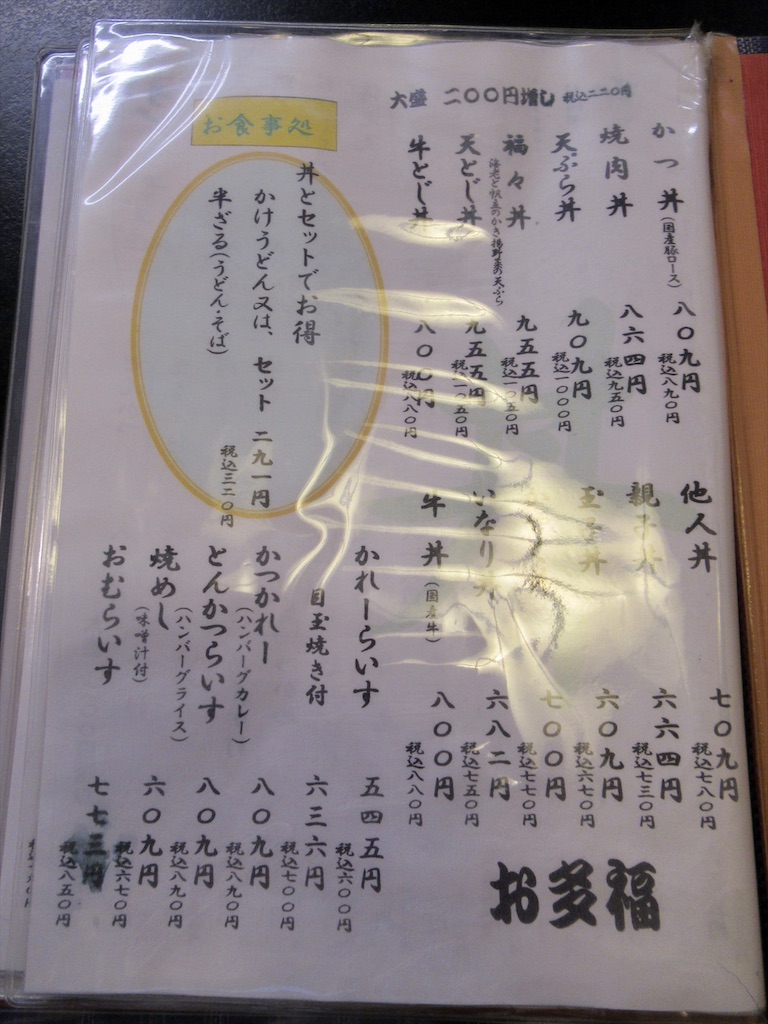 大盛 二〇〇円増し 税込二二〇円
かつ丼(国産豚ロース) 八〇九円
税込八九〇円
焼肉丼 八六四円
税込九五〇円
天ぷら丼 九〇九円
税込一〇〇〇円
福々丼 九五五円
税込一〇五〇円
天とじ丼 九五五円
税込一〇五〇円
牛とじ丼 八〇〇円
税込八八〇円
他人丼 七〇九円
税込七八〇円
親子丼 六六四円
税込七三〇円
玉子丼 六〇九円
税込六七〇円
七〇〇円
税込七七〇円
いなり丼 六八二円
税込七五〇円
牛丼(国産牛) 八〇〇円
税込八八〇円
お食事処
丼とセットでお得
かけうどん又は、セット 二九一円
税込三二〇円
半ざる(うどん・そば)
かれーらいす 五四五円
税込六〇〇円
目玉焼き付 六三六円
税込七〇〇円
かつかれー 八〇九円
(ハンバーグカレー) 税込八九〇円
とんかつらいす 八〇九円
(ハンバーグライス) 税込八九〇円
焼めし 六〇九円
(味噌汁付) 税込六七〇円
おむらいす 七七三円
税込八五〇円
お多福